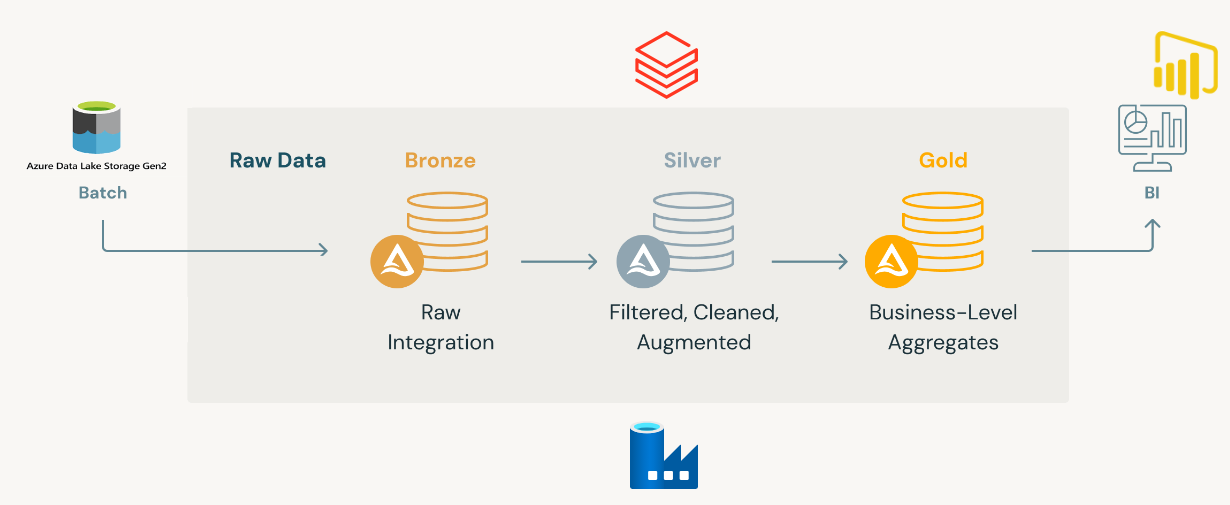 Azure Data Lake Storage Gen2
Batch
Raw Data
Bronze
Raw
Integration
Silver
Filtered, Cleaned,
Augmented
Gold
Business-Level
Aggregates
BI